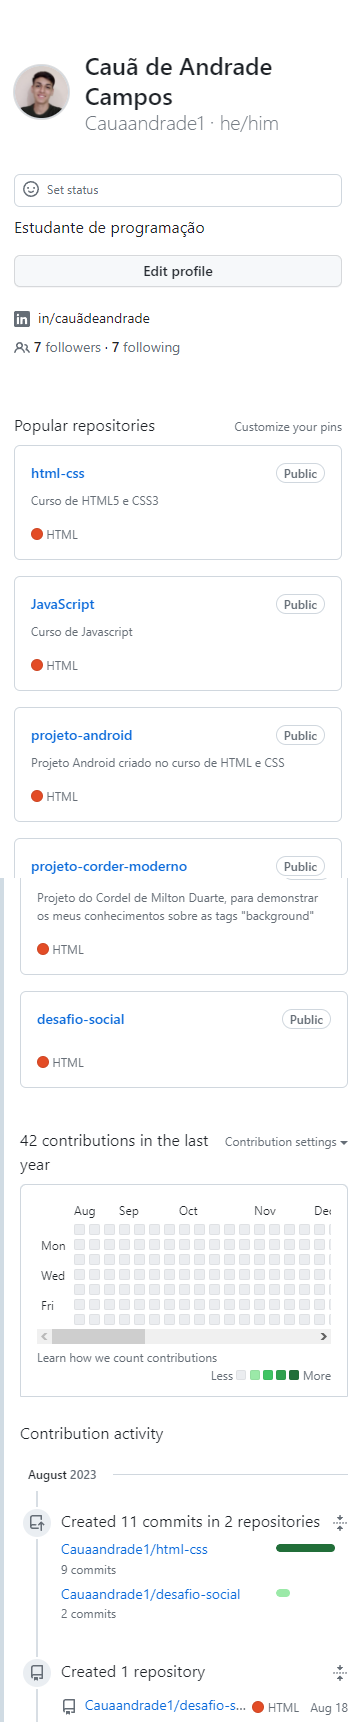 Cauã de Andrade
Campos
Cauaandrade1 · he/him
Set status
Estudante de programação
Edit profile
in/cauãdeandrade
7 followers · 7 following
Popular repositories
Customize your pins
html-css
Public
Curso de HTML5 e CSS3
HTML
JavaScript
Public
Curso de Javascript
HTML
projeto-android
Public
Projeto Android criado no curso de HTML e CSS
HTML
projeto-corder-moderno
Public
Projeto do Cordel de Milton Duarte, para demonstrar
os meus conhecimentos sobre as tags "background"
HTML
desafio-social
Public
HTML
42 contributions in the last
year
Contribution settings
Aug Sep Oct Nov Dec
Mon
Wed
Fri
Learn how we count contributions
Less More
Contribution activity
August 2023
Created 11 commits in 2 repositories
Cauaandrade1/html-css
9 commits
Cauaandrade1/desafio-social
2 commits
Created 1 repository
Cauaandrade1/desafio-s... HTML Aug 18